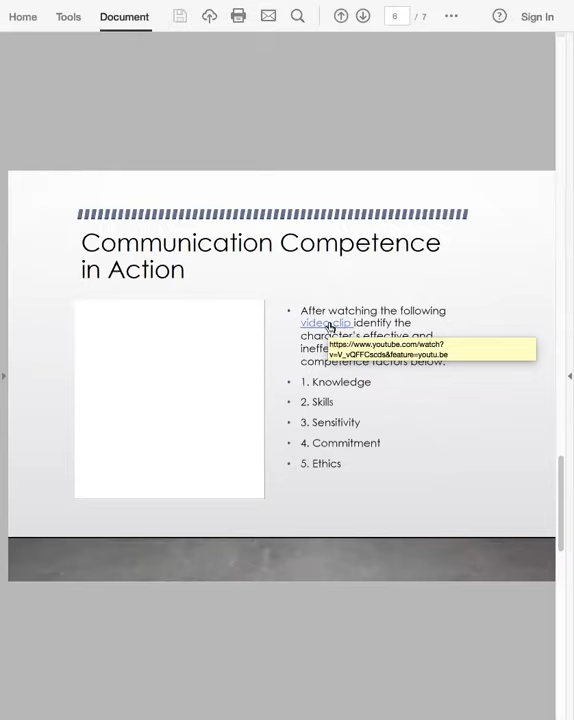 Home Tools Document 6 / 7 Sign In
Communication Competence
in Action
• After watching the following
video clip identify the
character's effective and
https://www.youtube.com/watch?
v=V_vQFFCscds&feature=youtu.be
competence factors below.
• 1. Knowledge
• 2. Skills
• 3. Sensitivity
• 4. Commitment
• 5. Ethics